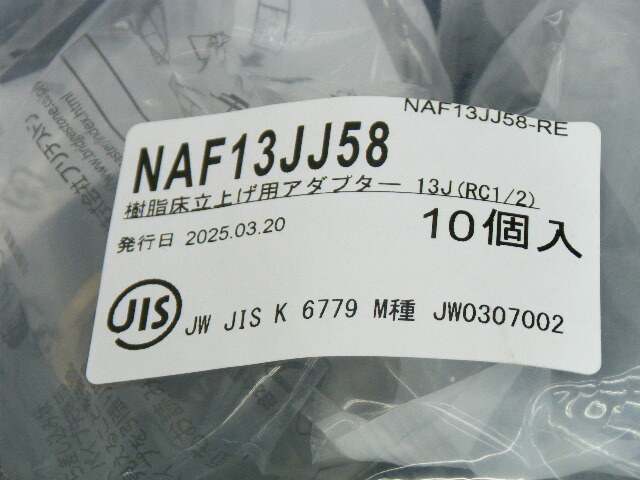 NAF13JJ58-RE
NAF13JJ58
樹脂床立上げ用アダプター 13J(RC1/2)
発行日 2025.03.20
10個入
JIS
JW JIS K 6779 M種 JW0307002